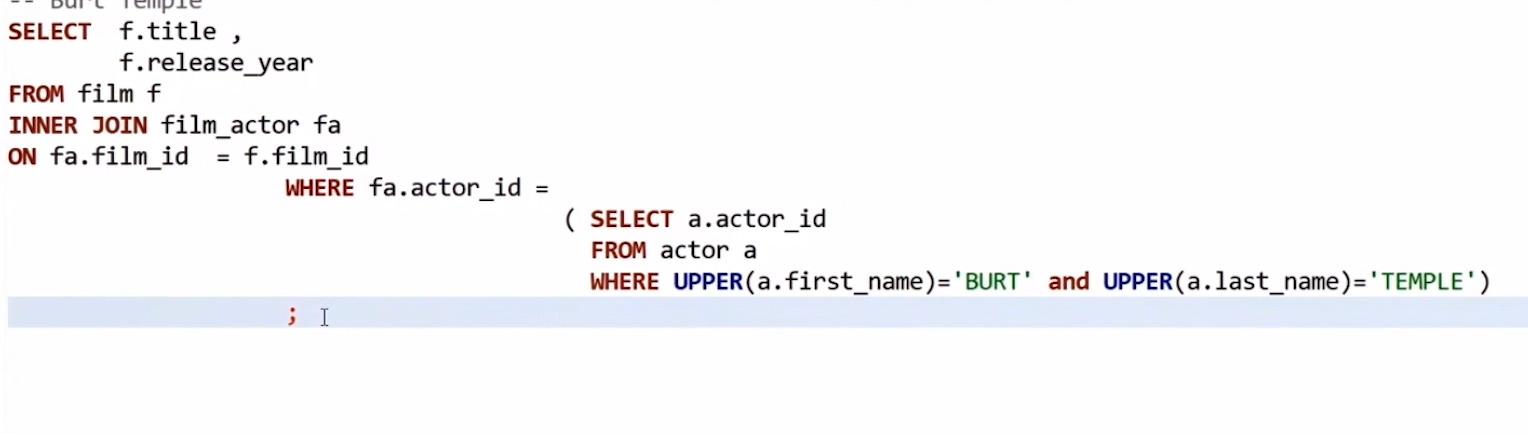 -- Burt Temple
SELECT f.title ,
f.release_year
FROM film f
INNER JOIN film_actor fa
ON fa.film_id = f.film_id
WHERE fa.actor_id =
( SELECT a.actor_id
FROM actor a
WHERE UPPER(a.first_name)='BURT' and UPPER(a.last_name)='TEMPLE')
;